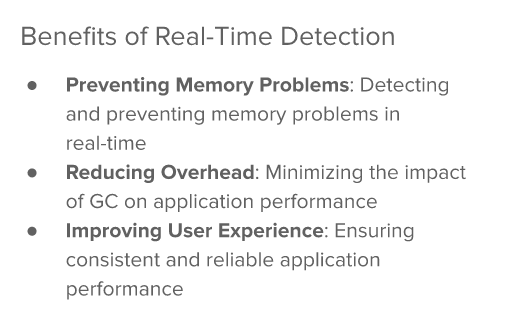 Benefits of Real-Time Detection
● Preventing Memory Problems: Detecting
and preventing memory problems in
real-time
● Reducing Overhead: Minimizing the impact
of GC on application performance
● Improving User Experience: Ensuring
consistent and reliable application
performance